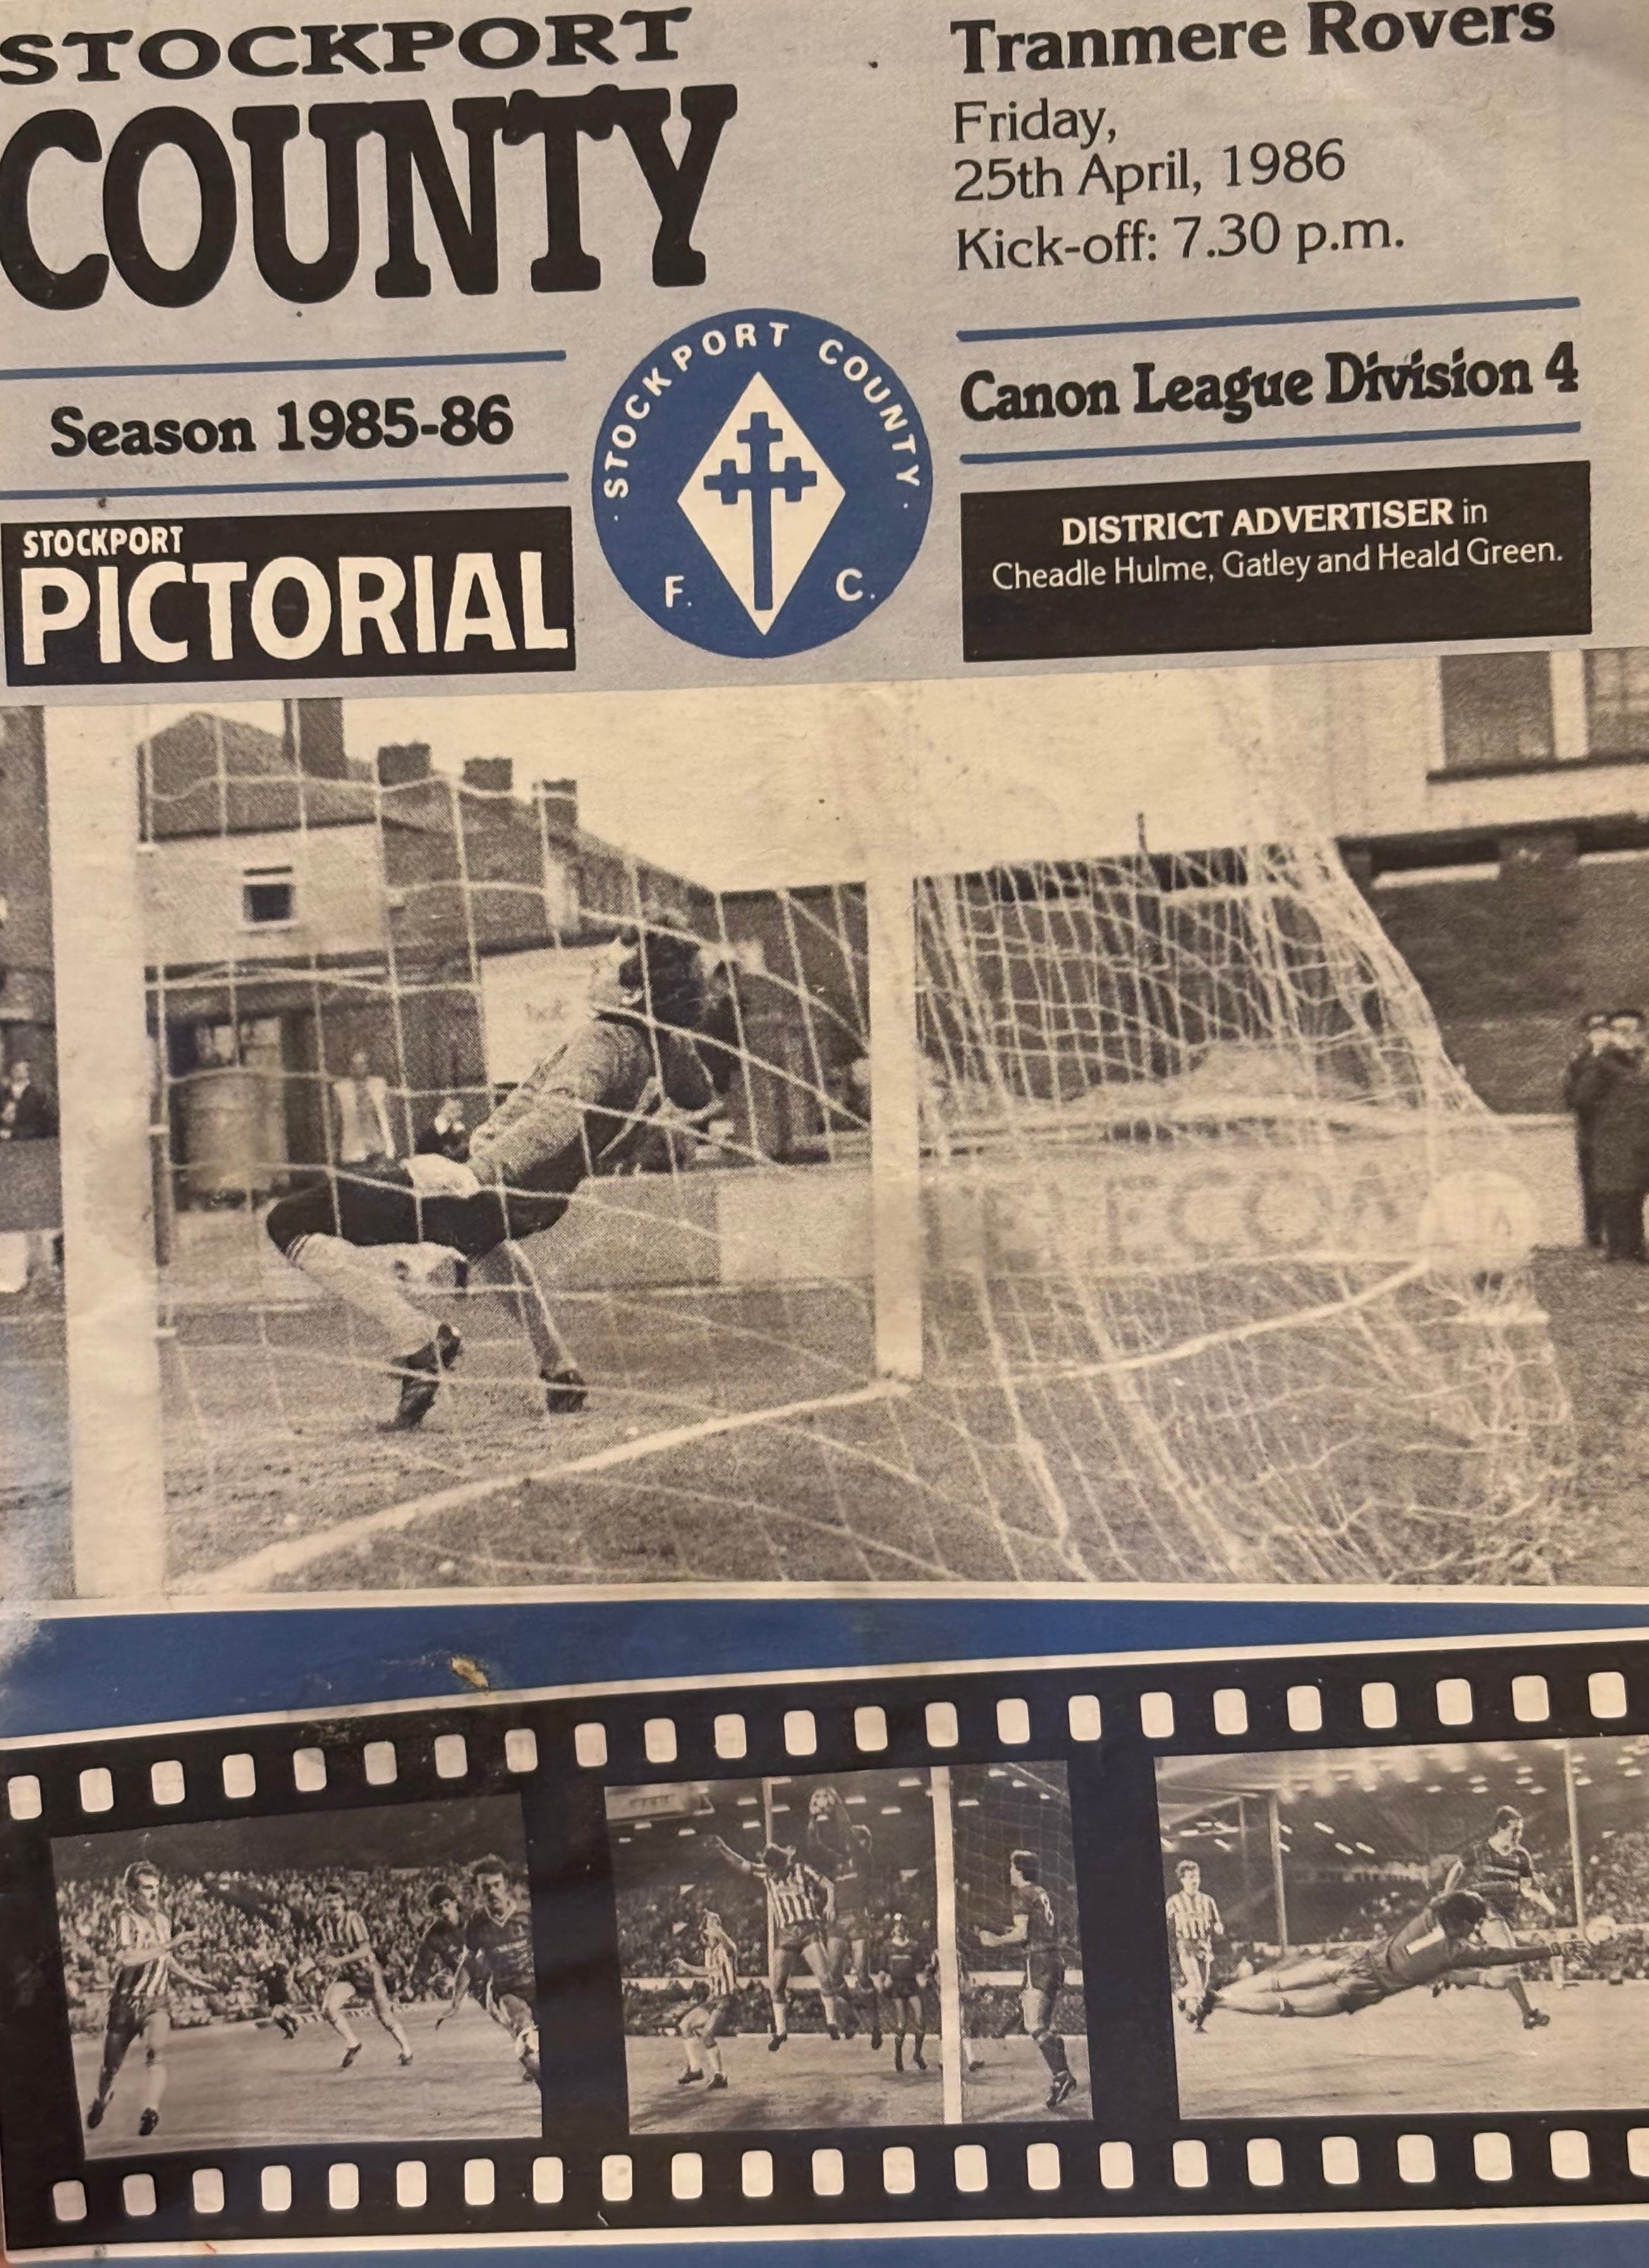 STOCKPORT
COUNTY
Tranmere Rovers
Friday,
25th April, 1986
Kick-off: 7.30 p.m.
Season 1985-86
· STOCKPORT COUNTY ·
F. C.
Canon League Division 4
STOCKPORT
PICTORIAL
DISTRICT ADVERTISER in
Cheadle Hulme, Gatley and Heald Green.